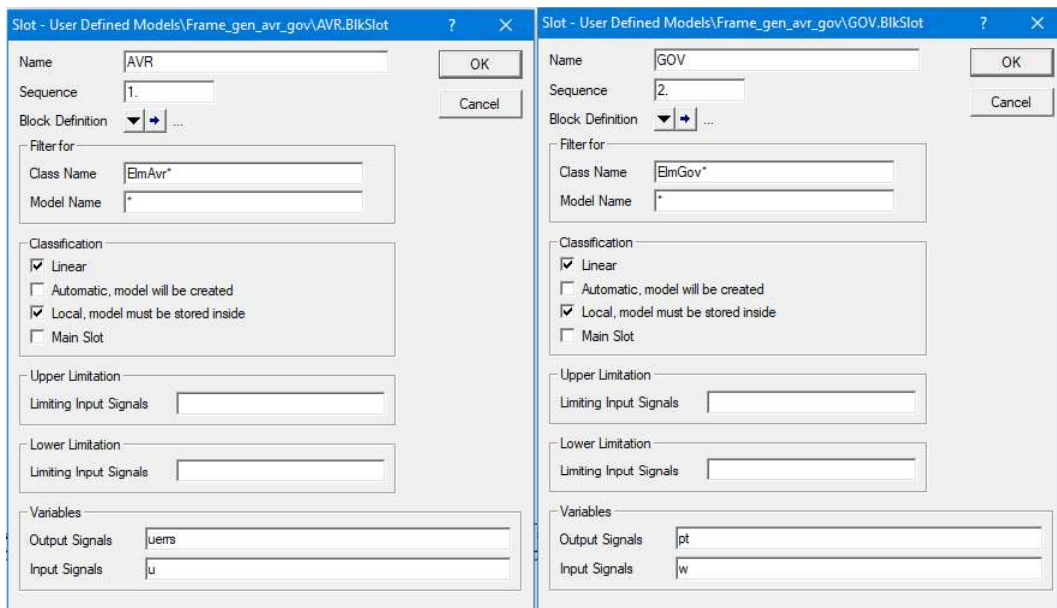 Slot - User Defined Models\Frame_gen_avr_gov\AVR.BlkSlot ? ×
Name AVR OK
Sequence 1. Cancel
Block Definition ...
Filter for
Class Name ElmAvr*
Model Name *
Classification
Linear
Automatic, model will be created
Local, model must be stored inside
Main Slot
Upper Limitation
Limiting Input Signals
Lower Limitation
Limiting Input Signals
Variables
Output Signals uerrs
Input Signals u
Slot - User Defined Models\Frame_gen_avr_gov\GOV.BlkSlot ? ×
Name GOV OK
Sequence 2. Cancel
Block Definition ...
Filter for
Class Name ElmGov*
Model Name *
Classification
Linear
Automatic, model will be created
Local, model must be stored inside
Main Slot
Upper Limitation
Limiting Input Signals
Lower Limitation
Limiting Input Signals
Variables
Output Signals pt
Input Signals w